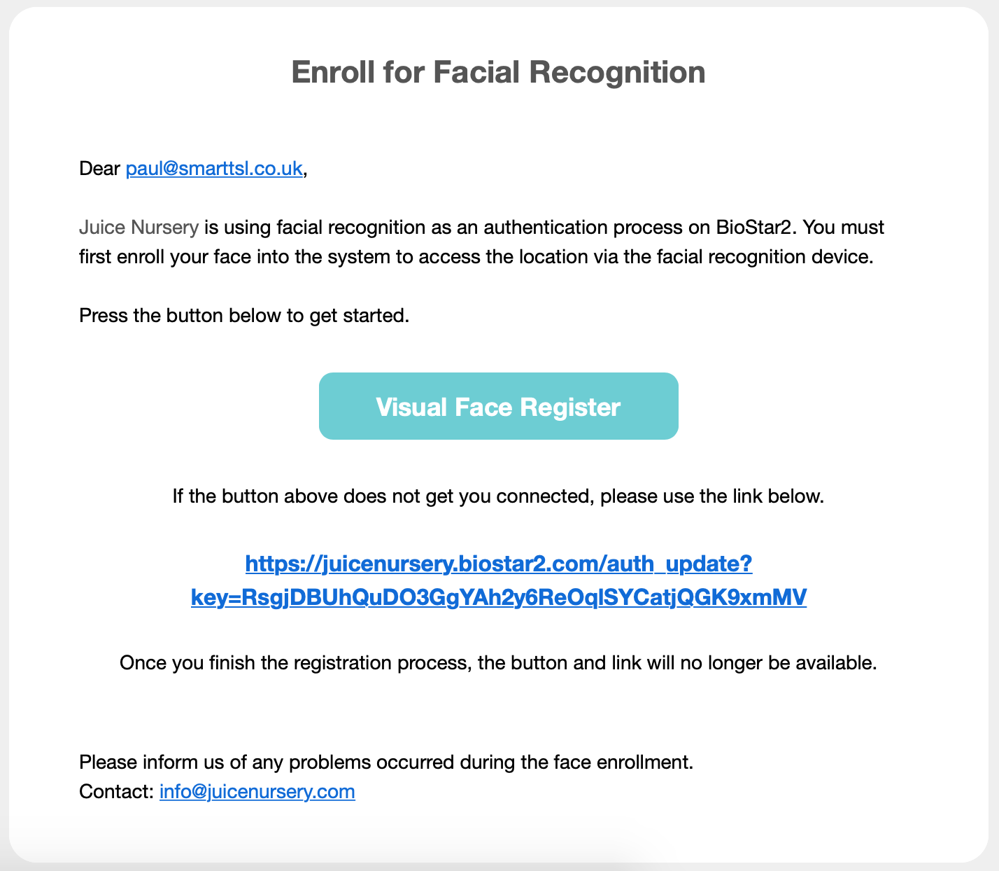 Enroll for Facial Recognition
Dear paul@smarttsl.co.uk,
Juice Nursery is using facial recognition as an authentication process on BioStar2. You must
first enroll your face into the system to access the location via the facial recognition device.
Press the button below to get started.
Visual Face Register
If the button above does not get you connected, please use the link below.
https://juicenursery.biostar2.com/auth_update?
key=RsgjDBUhQuDO3GgYAh2y6ReOqlSYCatjQGK9xmMV
Once you finish the registration process, the button and link will no longer be available.
Please inform us of any problems occurred during the face enrollment.
Contact: info@juicenursery.com